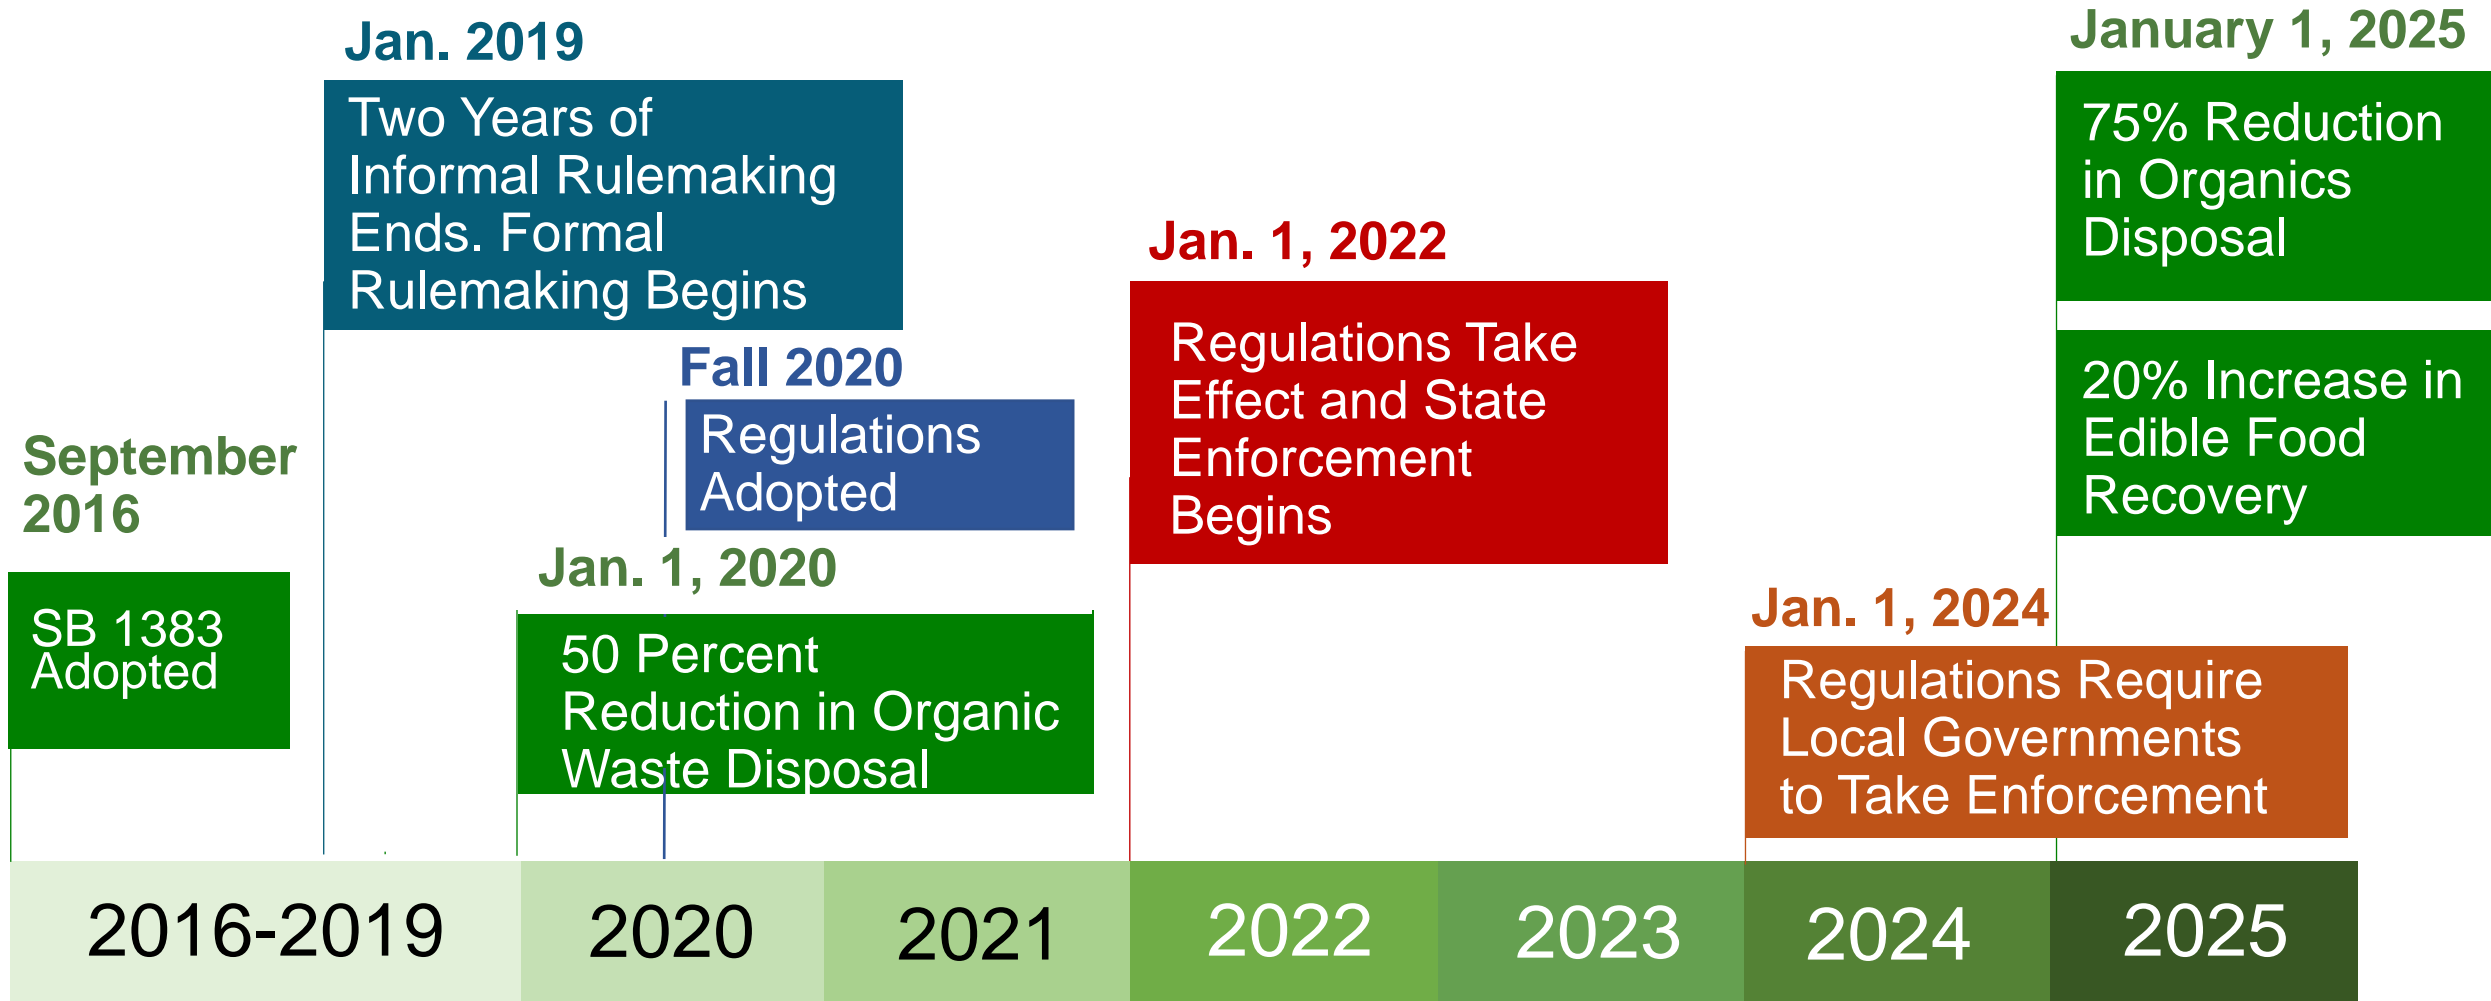 Jan. 2019
Two Years of
Informal Rulemaking
Ends. Formal
Rulemaking Begins
January 1, 2025
75% Reduction
in Organics
Disposal
20% Increase in
Edible Food
Recovery
Jan. 1, 2022
Regulations Take
Effect and State
Enforcement
Begins
Fall 2020
Regulations
Adopted
September
2016
SB 1383
Adopted
Jan. 1, 2020
50 Percent
Reduction in Organic
Waste Disposal
Jan. 1, 2024
Regulations Require
Local Governments
to Take Enforcement
2016-2019
2020
2021
2022
2023
2024
2025